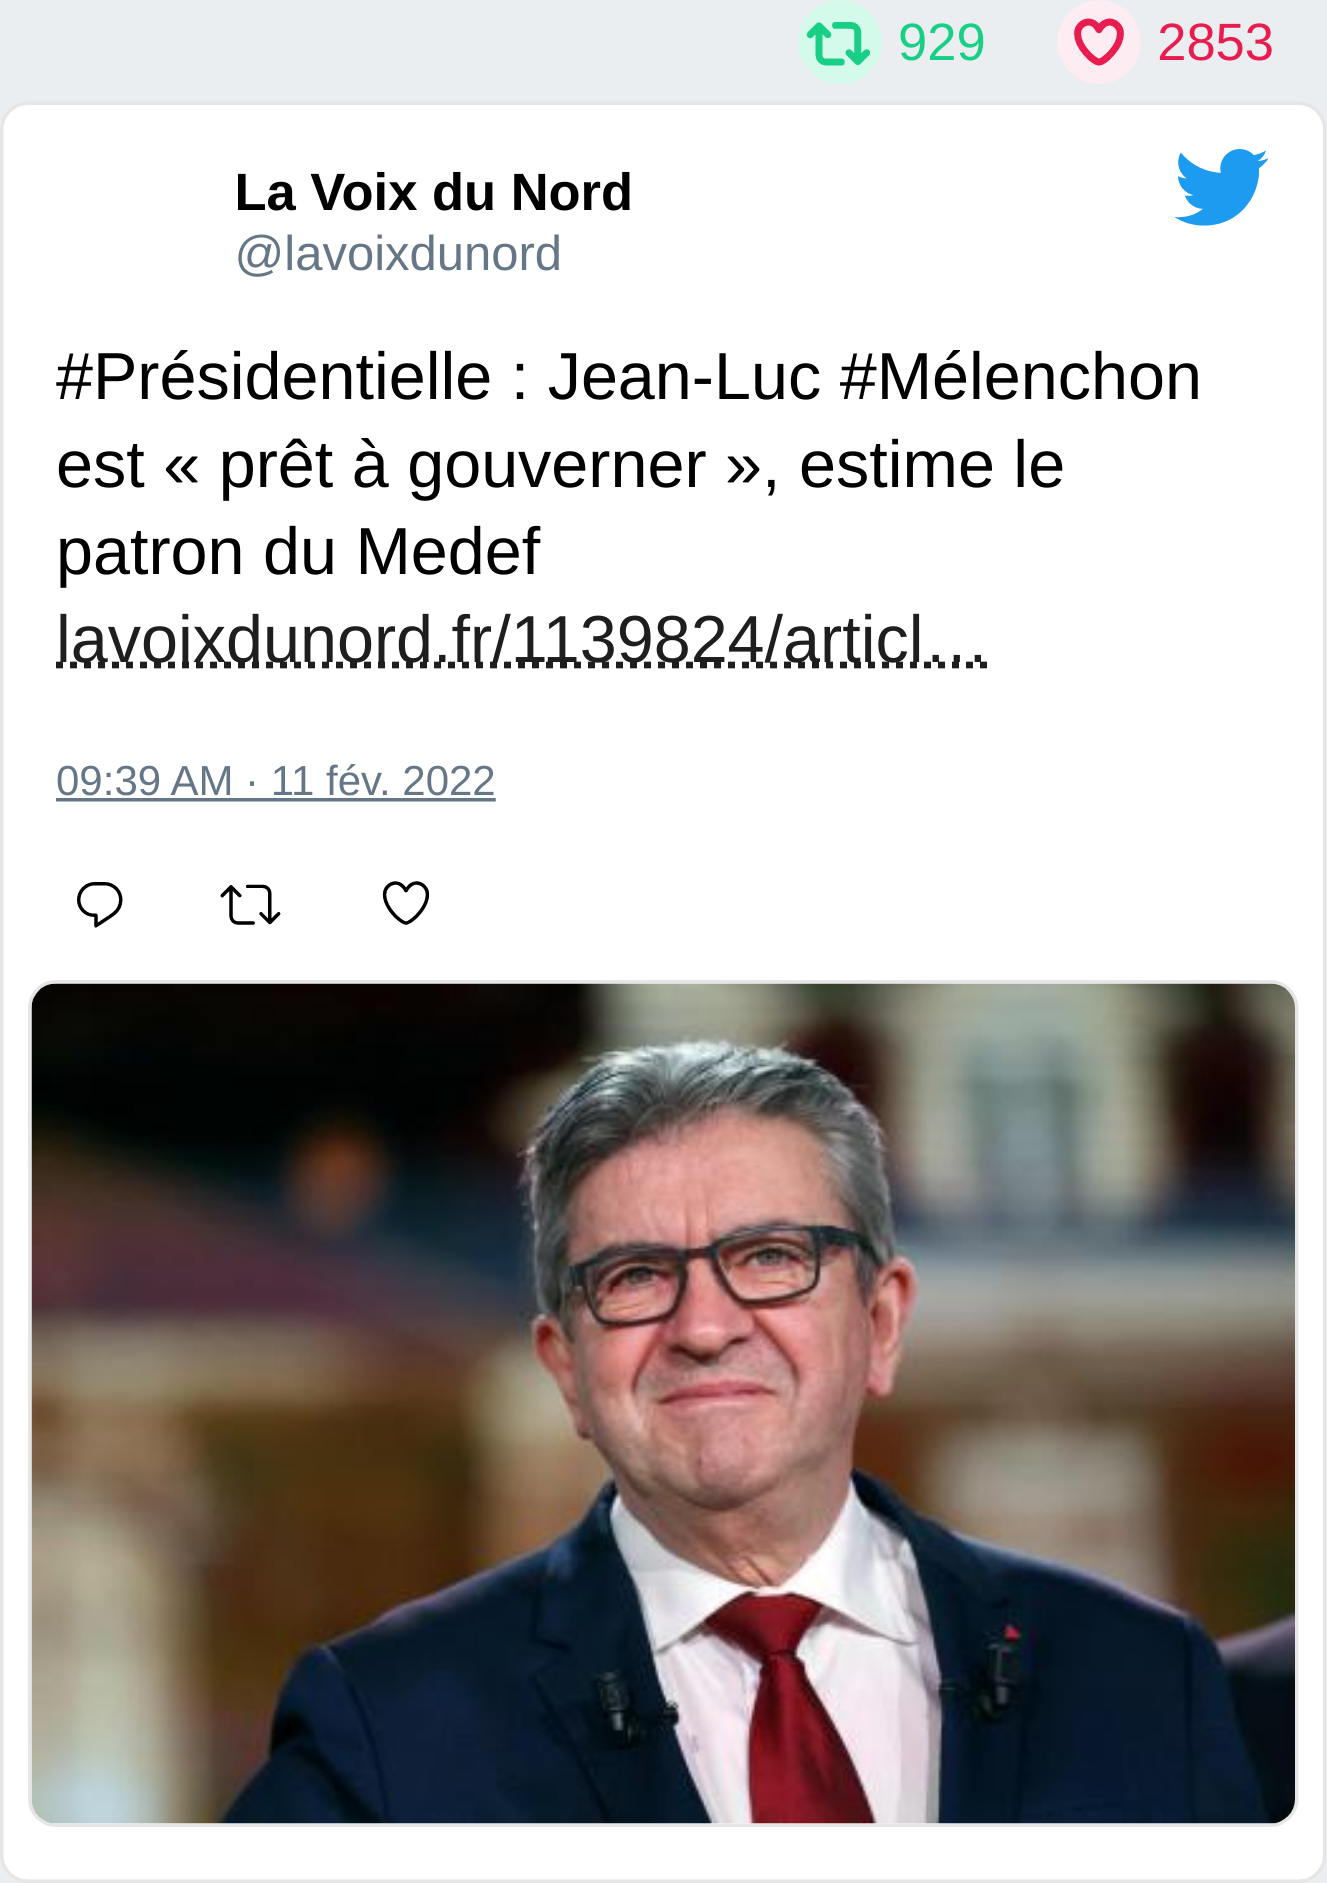 929 2853
La Voix du Nord
@lavoixdunord
#Présidentielle : Jean-Luc #Mélenchon
est « prêt à gouverner », estime le
patron du Medef
lavoixdunord.fr/1139824/articl…
09:39 AM · 11 fév. 2022